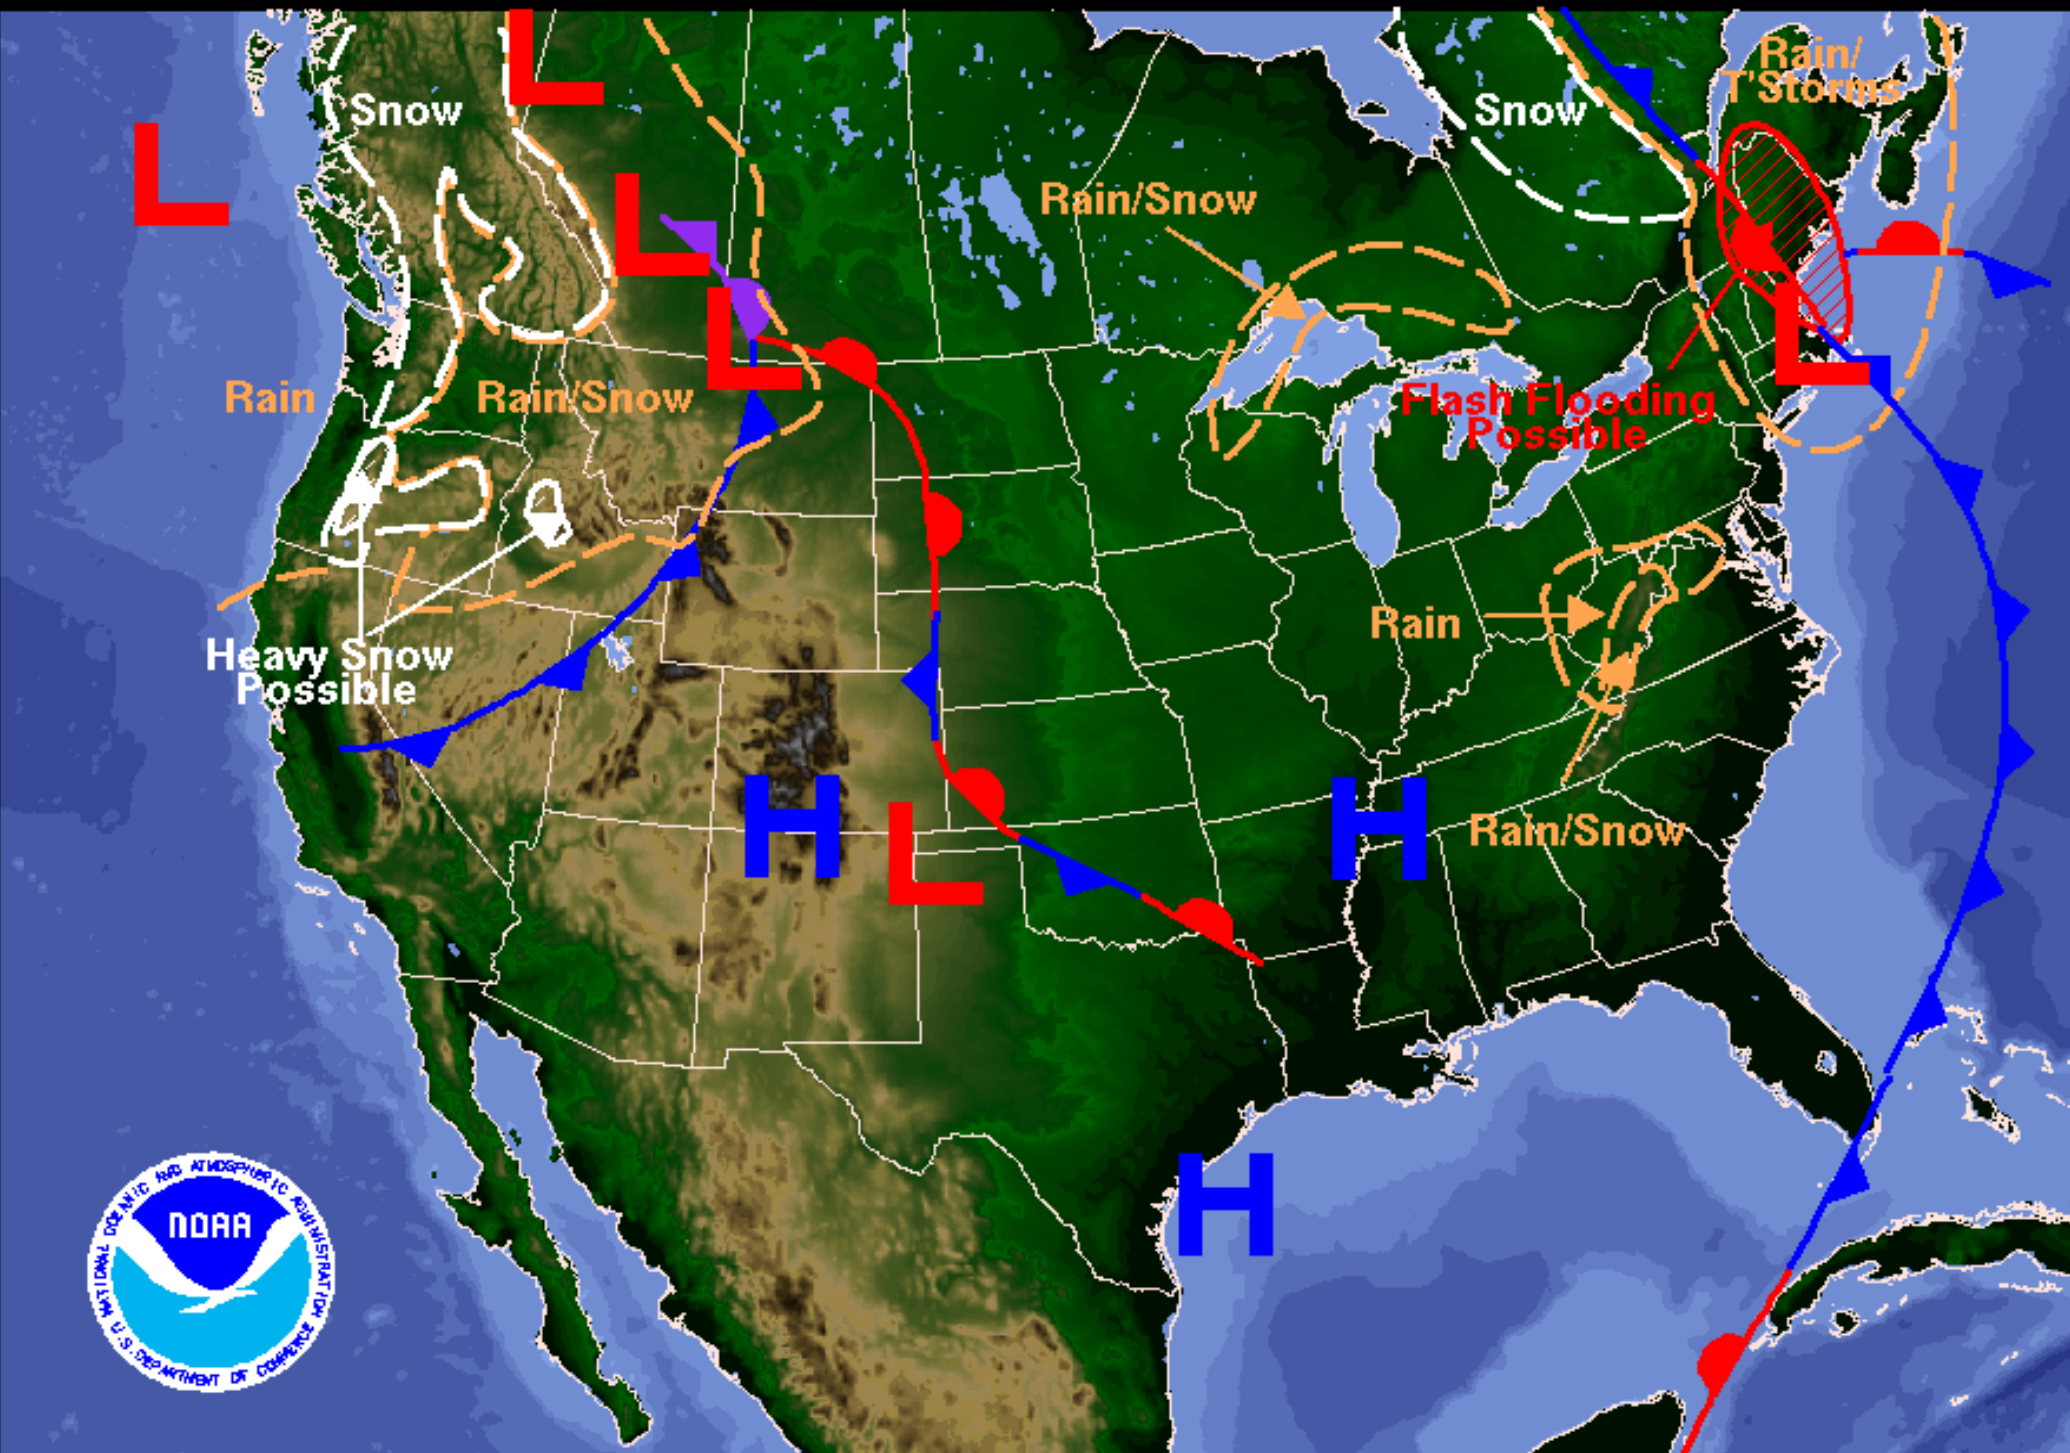 L
Rain/
T'Storms
Snow
Snow
L
L
Rain/Snow
L
L
Rain
Rain/Snow
Flash Flooding
Possible
Rain
Heavy Snow
Possible
H
H
L
Rain/Snow
H
NOAA
NATIONAL OCEANIC AND ATMOSPHERIC ADMINISTRATION
U.S. DEPARTMENT OF COMMERCE